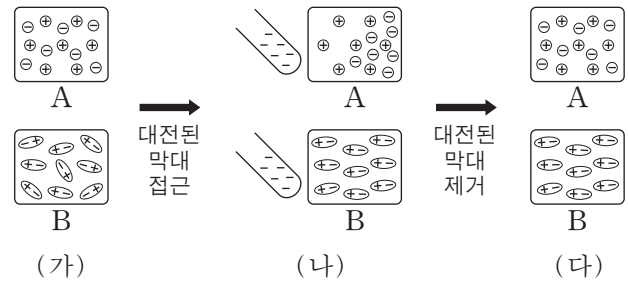 A A A
대전된 대전된
막대 막대
접근 제거
B B B
(가) (나) (다)